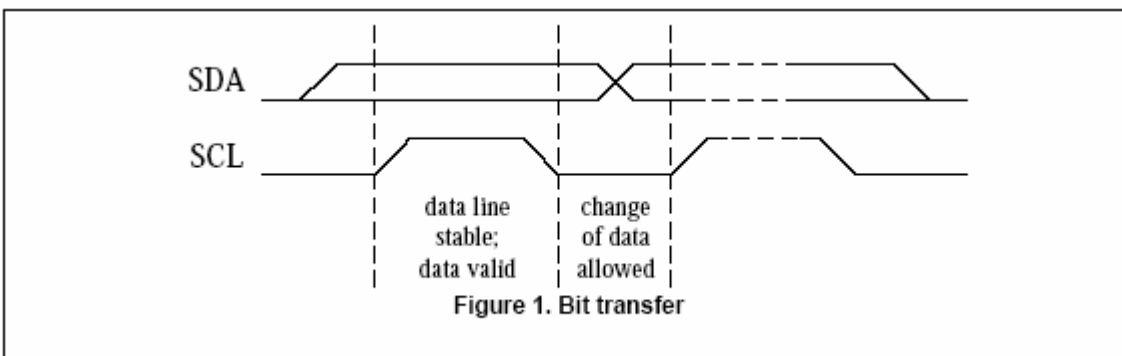 SDA
SCL
data line
stable;
data valid
change
of data
allowed
Figure 1. Bit transfer